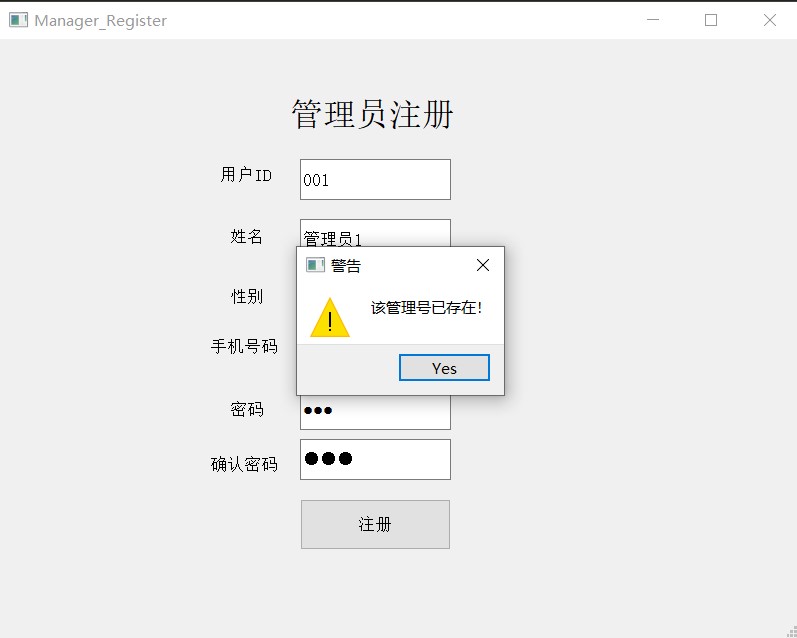 Manager_Register
管理员注册
用户ID
001
姓名
管理员1
警告
性别
该管理号已存在!
手机号码
Yes
密码
确认密码
注册